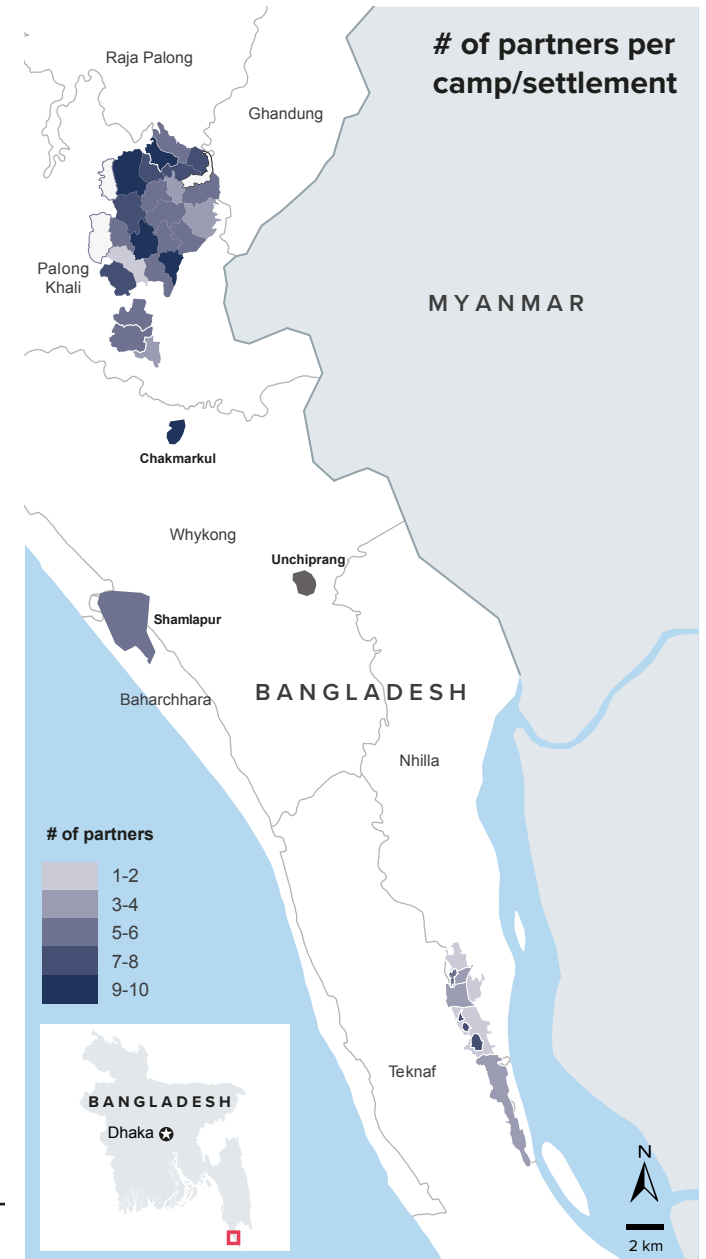 # of partners per
camp/settlement
Raja Palong
Ghandung
Palong
Khali
MYANMAR
Chakmarkul
Whykong
Unchiprang
Shamlapur
BANGLADESH
Baharchhara
Nhilla
# of partners
1-2
3-4
5-6
7-8
9-10
BANGLADESH
Dhaka
Teknaf
N
2 km